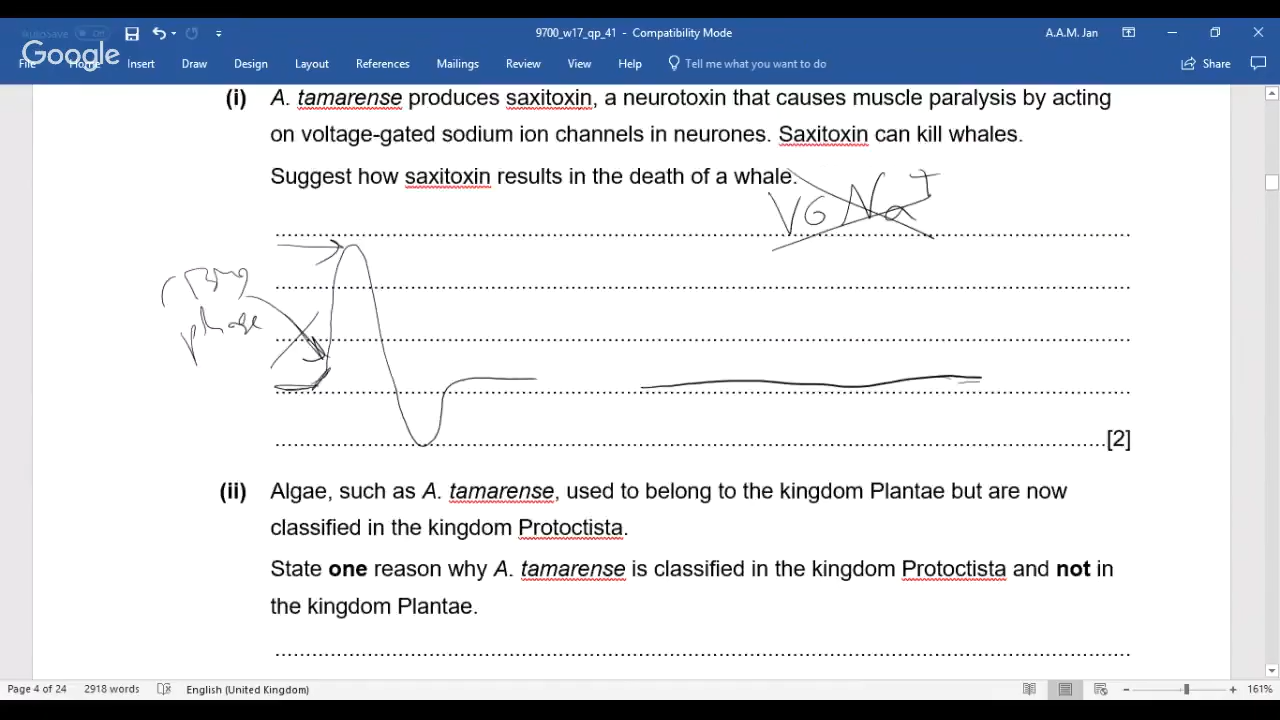 AutoSave Off 9700_w17_qp_41 - Compatibility Mode A.A.M. Jan
Google
File Home Insert Draw Design Layout References Mailings Review View Help Tell me what you want to do Share
(i) A. tamarense produces saxitoxin, a neurotoxin that causes muscle paralysis by acting
on voltage-gated sodium ion channels in neurones. Saxitoxin can kill whales.
Suggest how saxitoxin results in the death of a whale.
VG Na+
rising
phase
[2]
(ii) Algae, such as A. tamarense, used to belong to the kingdom Plantae but are now
classified in the kingdom Protoctista.
State one reason why A. tamarense is classified in the kingdom Protoctista and not in
the kingdom Plantae.
Page 4 of 24 2918 words English (United Kingdom) 161%